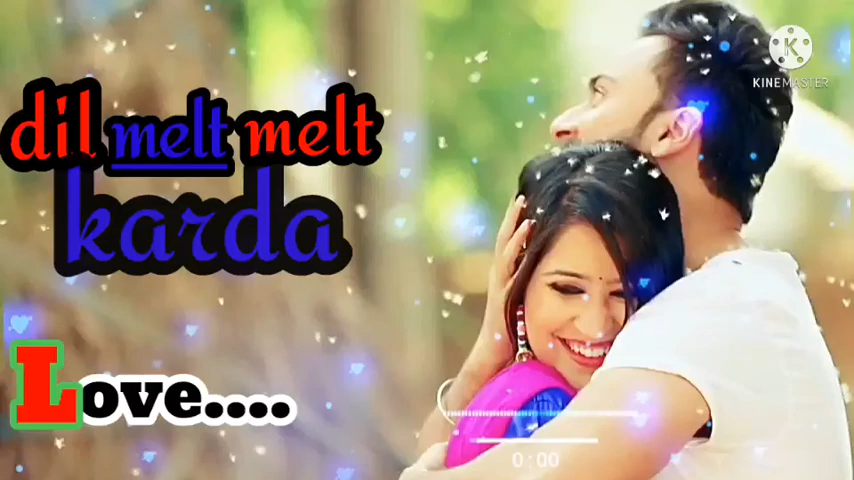 K
KINEMASTER
dil melt melt
karda
Love....
0:00